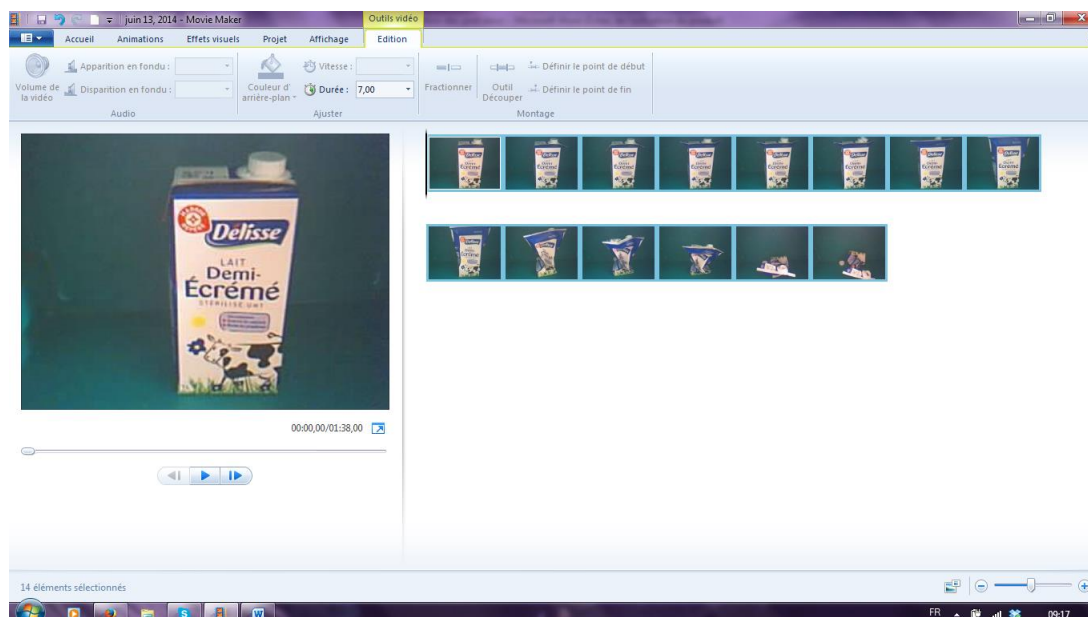 juin 13, 2014 - Movie Maker
Outils vidéo
Accueil Animations Effets visuels Projet Affichage Edition
Volume de la vidéo
Apparition en fondu :
Disparition en fondu :
Couleur d'
arrière-plan
Vitesse :
Durée : 7,00
Fractionner
Outil
Découper
Définir le point de début
Définir le point de fin
Audio Ajuster Montage
Delisse
LAIT
Demi-
Écrémé
STÉRILISÉ UHT
00:00,00/01:38,00
14 éléments sélectionnés
FR 09:17